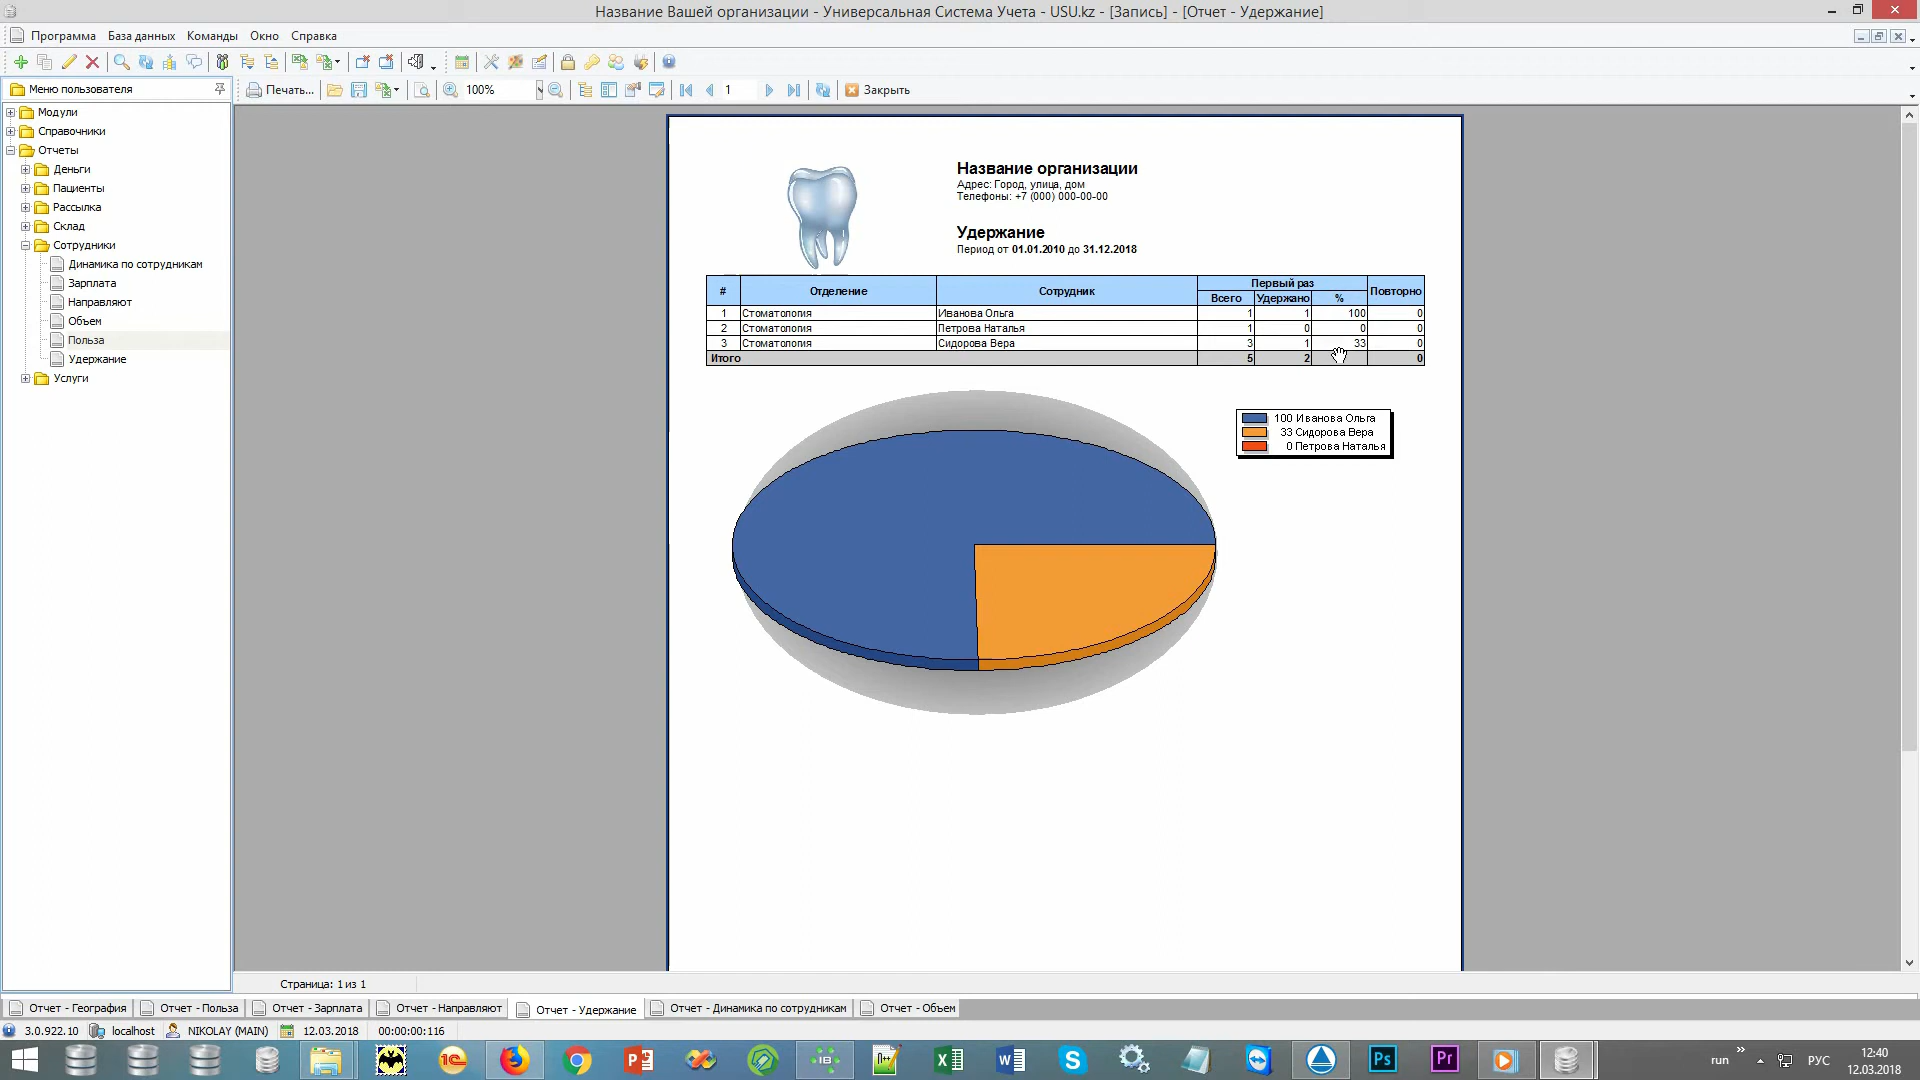 Название Вашей организации - Универсальная Система Учета - USU.kz - [Запись] - [Отчет - Удержание]
Программа База данных Команды Окно Справка
Меню пользователя
Печать... 100% 1 Закрыть
Модули
Справочники
Отчеты
Деньги
Пациенты
Рассылка
Склад
Сотрудники
Динамика по сотрудникам
Зарплата
Направляют
Объем
Польза
Удержание
Услуги
Название организации
Адрес: Город, улица, дом
Телефоны: +7 (000) 000-00-00
Удержание
Период от 01.01.2010 до 31.12.2018
# Отделение Сотрудник Первый раз Повторно
Всего Удержано %
1 Стоматология Иванова Ольга 1 1 100 0
2 Стоматология Петрова Наталья 1 0 0 0
3 Стоматология Сидорова Вера 3 1 33 0
Итого 5 2 0
100 Иванова Ольга
33 Сидорова Вера
0 Петрова Наталья
Страница: 1 из 1
Отчет - География Отчет - Польза Отчет - Зарплата Отчет - Направляют Отчет - Удержание Отчет - Динамика по сотрудникам Отчет - Объем
3.0.922.10 localhost NIKOLAY (MAIN) 12.03.2018 00:00:00:116
run РУС 12:40
12.03.2018